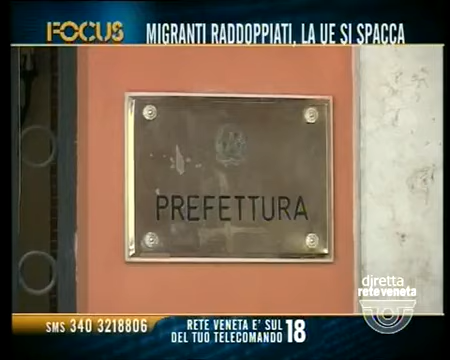 FOCUS
MIGRANTI RADDOPPIATI, LA UE SI SPACCA
PREFETTURA
diretta
rete veneta
SMS 340 3218806
RETE VENETA E' SUL
DEL TUO TELECOMANDO 18